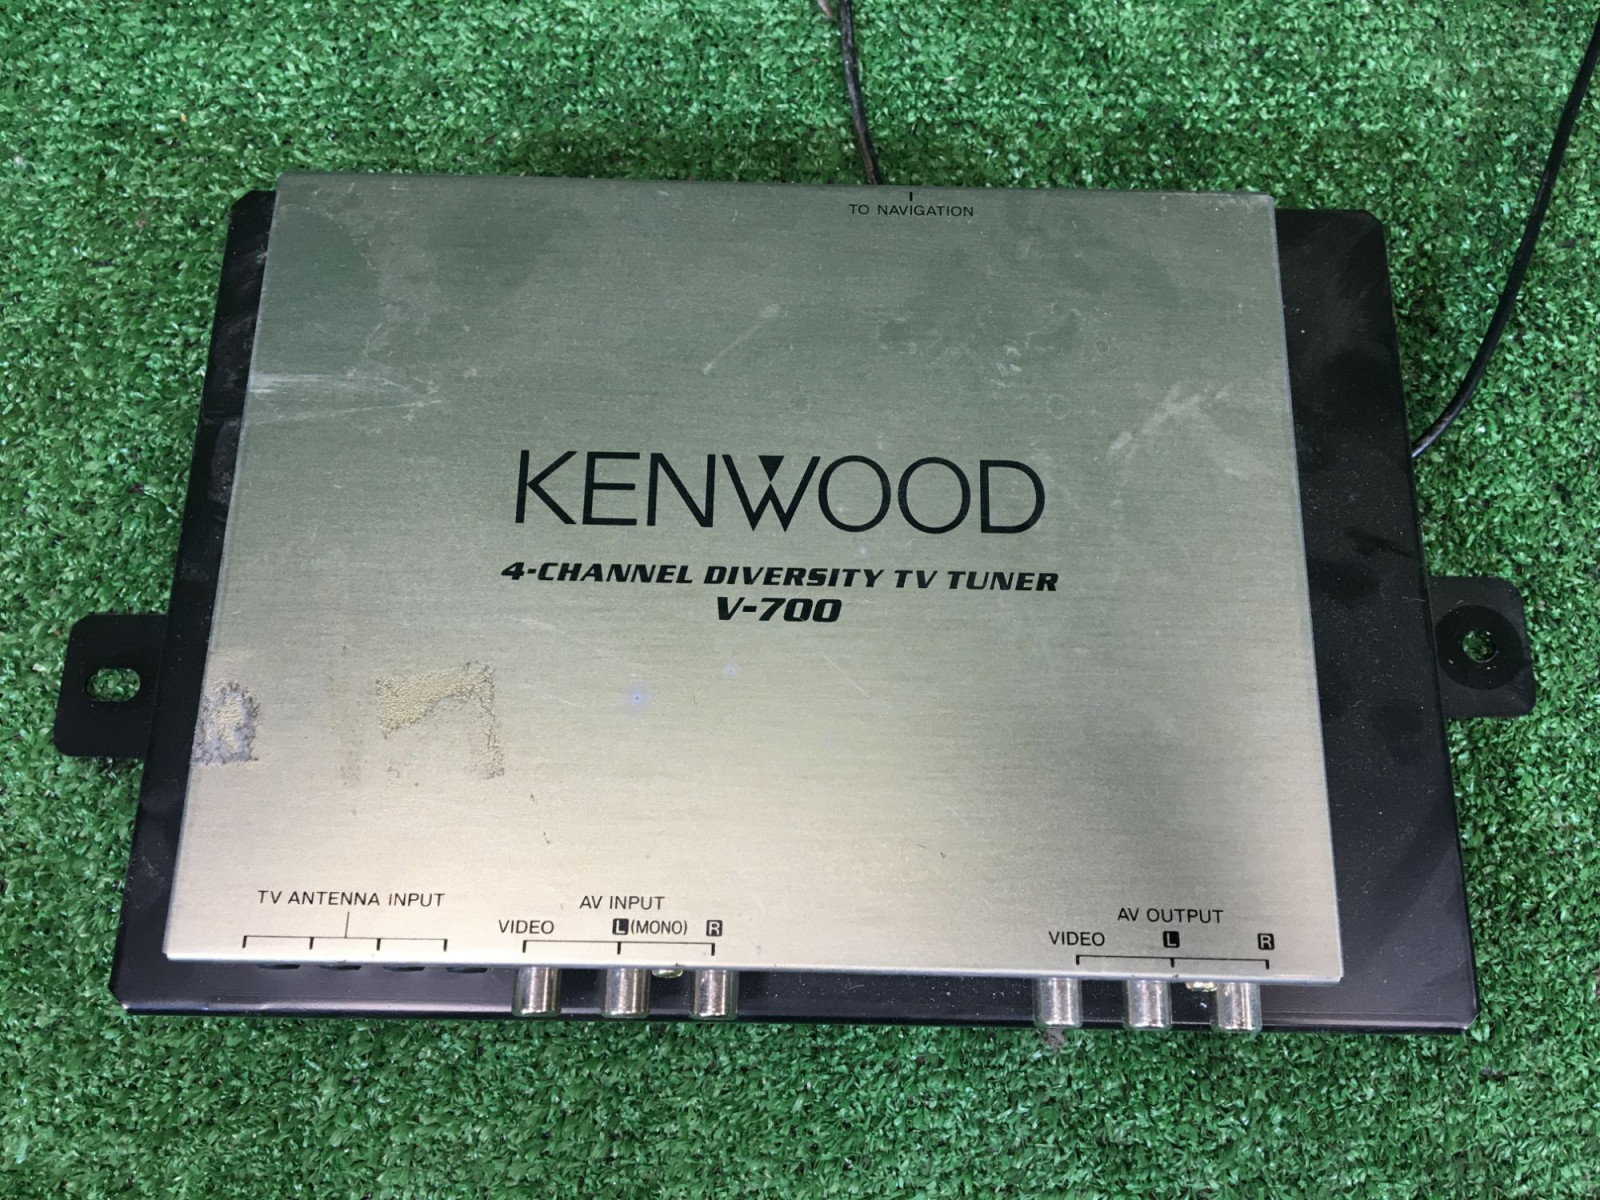 TO NAVIGATION
KENWOOD
4-CHANNEL DIVERSITY TV TUNER
V-700
TV ANTENNA INPUT
AV INPUT
VIDEO L(MONO) R
AV OUTPUT
VIDEO L R